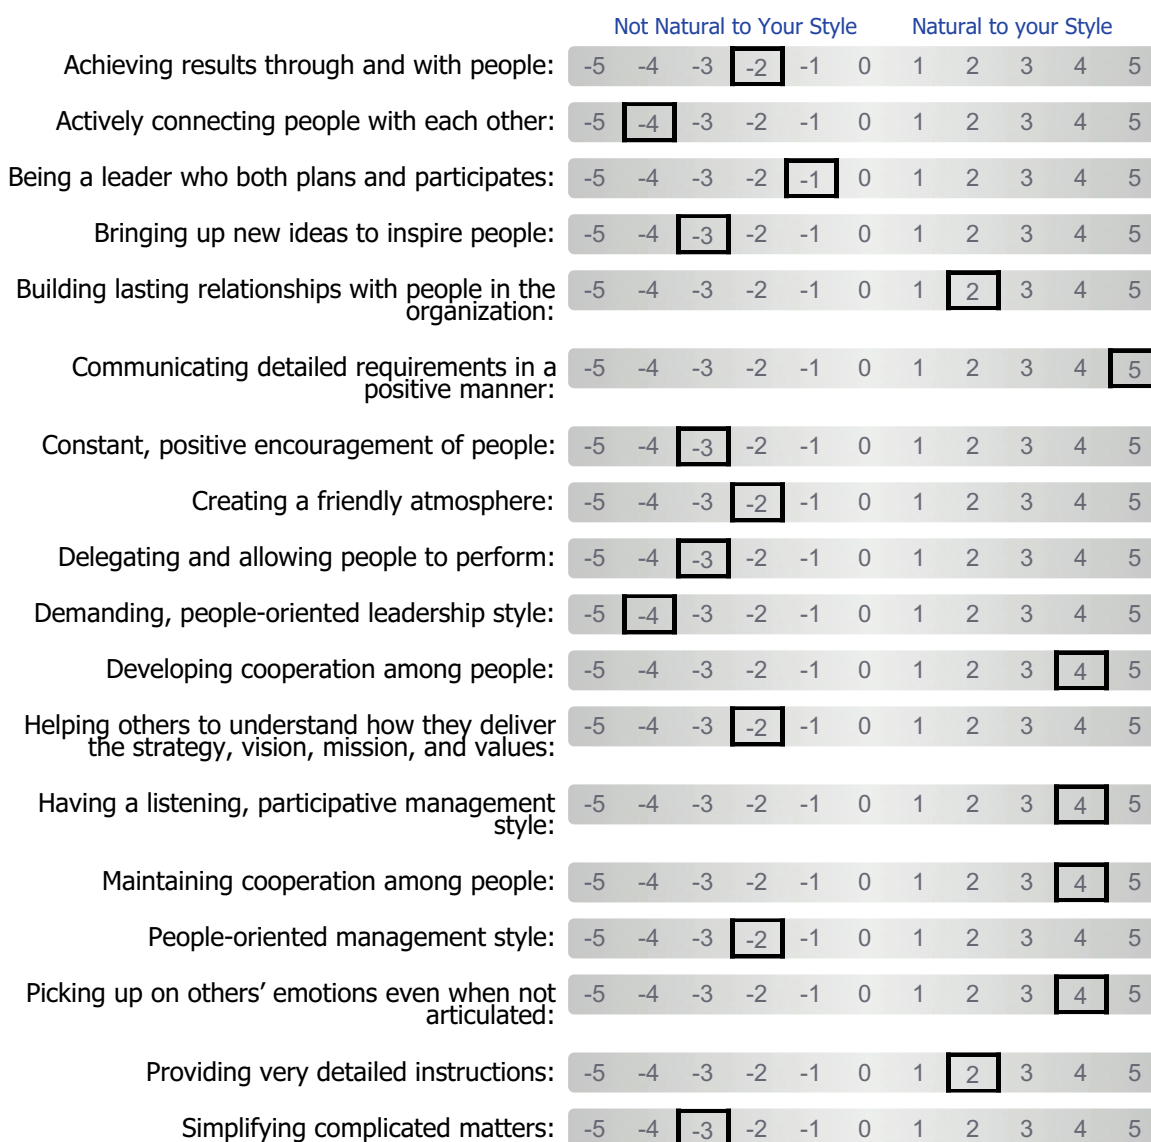 Not Natural to Your Style Natural to your Style
Achieving results through and with people: -5 -4 -3 -2 -1 0 1 2 3 4 5
Actively connecting people with each other: -5 -4 -3 -2 -1 0 1 2 3 4 5
Being a leader who both plans and participates: -5 -4 -3 -2 -1 0 1 2 3 4 5
Bringing up new ideas to inspire people: -5 -4 -3 -2 -1 0 1 2 3 4 5
Building lasting relationships with people in the
organization: -5 -4 -3 -2 -1 0 1 2 3 4 5
Communicating detailed requirements in a
positive manner: -5 -4 -3 -2 -1 0 1 2 3 4 5
Constant, positive encouragement of people: -5 -4 -3 -2 -1 0 1 2 3 4 5
Creating a friendly atmosphere: -5 -4 -3 -2 -1 0 1 2 3 4 5
Delegating and allowing people to perform: -5 -4 -3 -2 -1 0 1 2 3 4 5
Demanding, people-oriented leadership style: -5 -4 -3 -2 -1 0 1 2 3 4 5
Developing cooperation among people: -5 -4 -3 -2 -1 0 1 2 3 4 5
Helping others to understand how they deliver
the strategy, vision, mission, and values: -5 -4 -3 -2 -1 0 1 2 3 4 5
Having a listening, participative management
style: -5 -4 -3 -2 -1 0 1 2 3 4 5
Maintaining cooperation among people: -5 -4 -3 -2 -1 0 1 2 3 4 5
People-oriented management style: -5 -4 -3 -2 -1 0 1 2 3 4 5
Picking up on others’ emotions even when not
articulated: -5 -4 -3 -2 -1 0 1 2 3 4 5
Providing very detailed instructions: -5 -4 -3 -2 -1 0 1 2 3 4 5
Simplifying complicated matters: -5 -4 -3 -2 -1 0 1 2 3 4 5